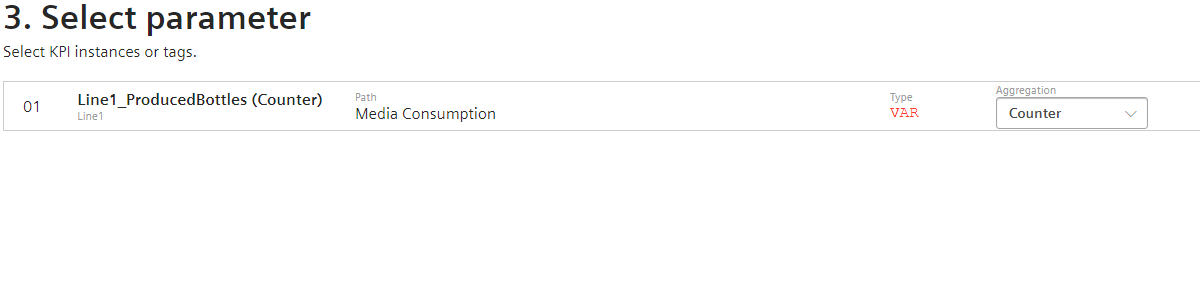 3. Select parameter
Select KPI instances or tags.
01
Line1_ProducedBottles (Counter)
Line1
Path
Media Consumption
Type
VAR
Aggregation
Counter